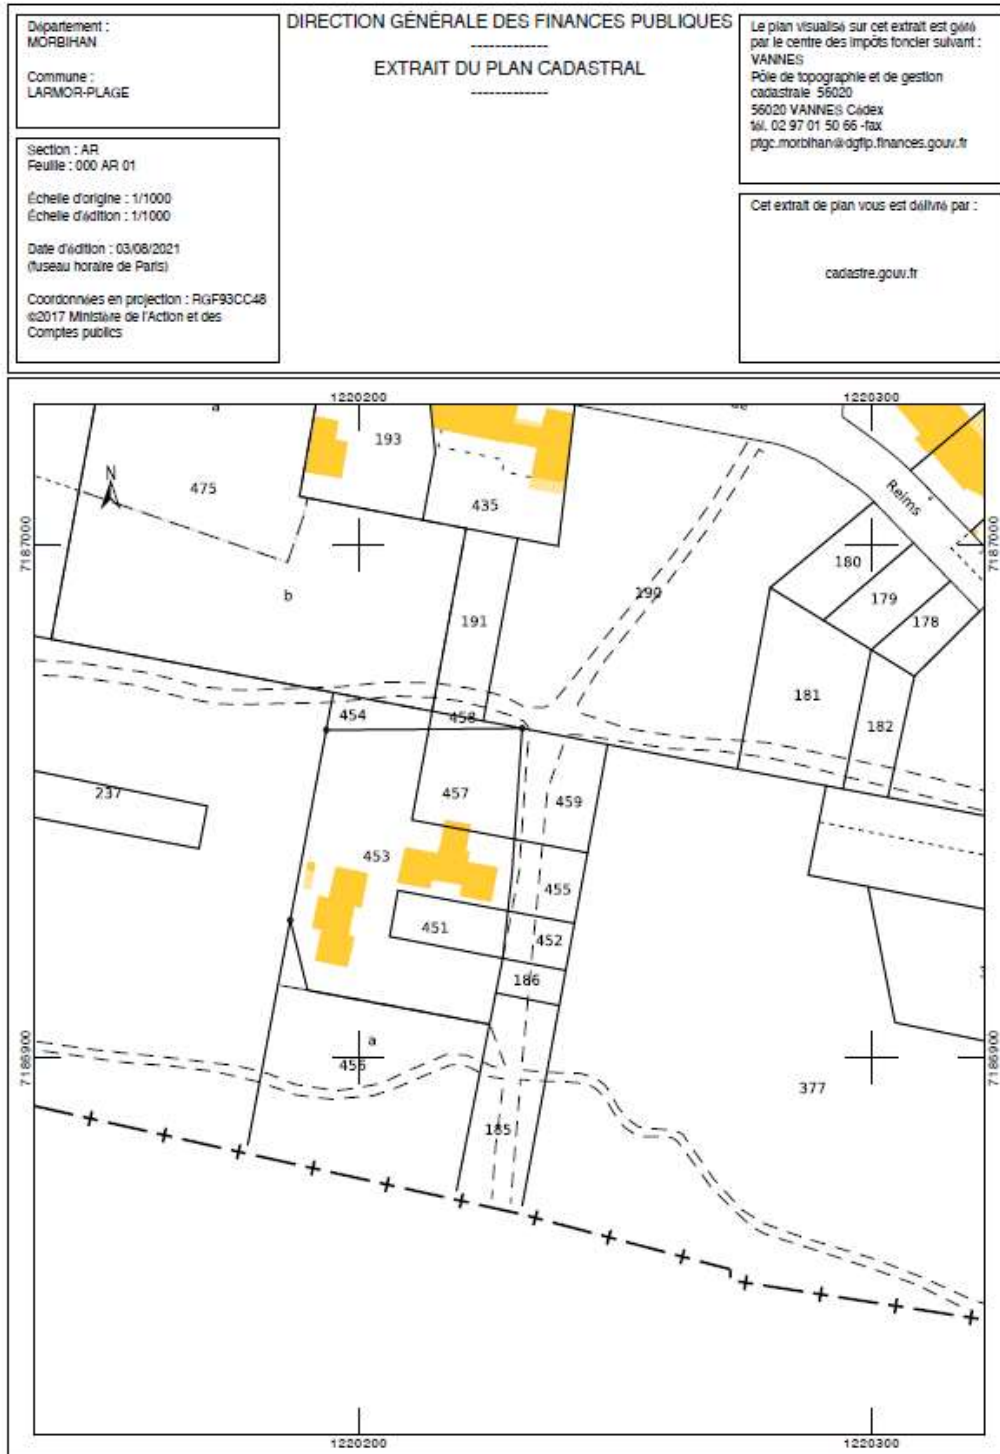 Département :
MORBIHAN
Commune :
LARMOR-PLAGE
Section : AR
Feuille : 000 AR 01
Échelle d'origine : 1/1000
Échelle d'édition : 1/1000
Date d'édition : 03/08/2021
(fuseau horaire de Paris)
Coordonnées en projection : RGF93CC48
©2017 Ministère de l'Action et des
Comptes publics
DIRECTION GÉNÉRALE DES FINANCES PUBLIQUES
-------------
EXTRAIT DU PLAN CADASTRAL
-------------
Le plan visualisé sur cet extrait est géré
par le centre des impôts foncier suivant :
VANNES
Pôle de topographie et de gestion
cadastrale 56020
56020 VANNES Cédex
tél. 02 97 01 50 66 -fax
ptgc.morbihan@dgfip.finances.gouv.fr
Cet extrait de plan vous est délivré par :
cadastre.gouv.fr
1220200
1220300
a
de
193
N
475
435
Reims
7187000
7187000
180
b
190
179
191
178
181
454
458
182
237
457
459
453
455
451
452
186
a
456
7186900
7186900
377
185
1220200
1220300